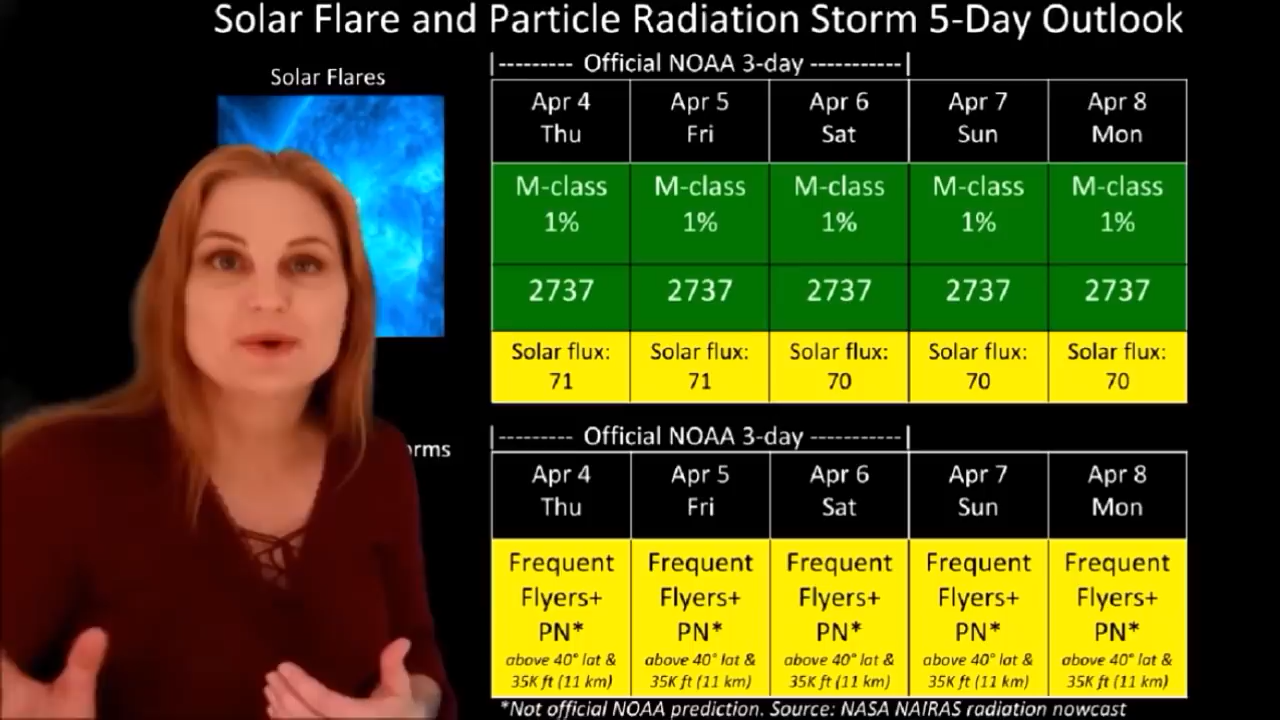 Solar Flare and Particle Radiation Storm 5-Day Outlook
Solar Flares
|--------- Official NOAA 3-day -----------|
Apr 4 Apr 5 Apr 6 Apr 7 Apr 8
Thu Fri Sat Sun Mon
M-class M-class M-class M-class M-class
1% 1% 1% 1% 1%
2737 2737 2737 2737 2737
Solar flux: Solar flux: Solar flux: Solar flux: Solar flux:
71 71 70 70 70
|--------- Official NOAA 3-day -----------|
Apr 4 Apr 5 Apr 6 Apr 7 Apr 8
Thu Fri Sat Sun Mon
Frequent Frequent Frequent Frequent Frequent
Flyers+ Flyers+ Flyers+ Flyers+ Flyers+
PN* PN* PN* PN* PN*
above 40° lat & above 40° lat & above 40° lat & above 40° lat & above 40° lat &
35K ft (11 km) 35K ft (11 km) 35K ft (11 km) 35K ft (11 km) 35K ft (11 km)
*Not official NOAA prediction. Source: NASA NAIRAS radiation nowcast